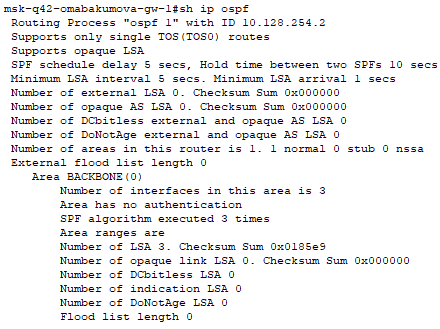 msk-q42-omabakumova-gw-1#sh ip ospf
Routing Process "ospf 1" with ID 10.128.254.2
Supports only single TOS(TOS0) routes
Supports opaque LSA
SPF schedule delay 5 secs, Hold time between two SPFs 10 secs
Minimum LSA interval 5 secs. Minimum LSA arrival 1 secs
Number of external LSA 0. Checksum Sum 0x000000
Number of opaque AS LSA 0. Checksum Sum 0x000000
Number of DCbitless external and opaque AS LSA 0
Number of DoNotAge external and opaque AS LSA 0
Number of areas in this router is 1. 1 normal 0 stub 0 nssa
External flood list length 0
Area BACKBONE(0)
Number of interfaces in this area is 3
Area has no authentication
SPF algorithm executed 3 times
Area ranges are
Number of LSA 3. Checksum Sum 0x0185e9
Number of opaque link LSA 0. Checksum Sum 0x000000
Number of DCbitless LSA 0
Number of indication LSA 0
Number of DoNotAge LSA 0
Flood list length 0